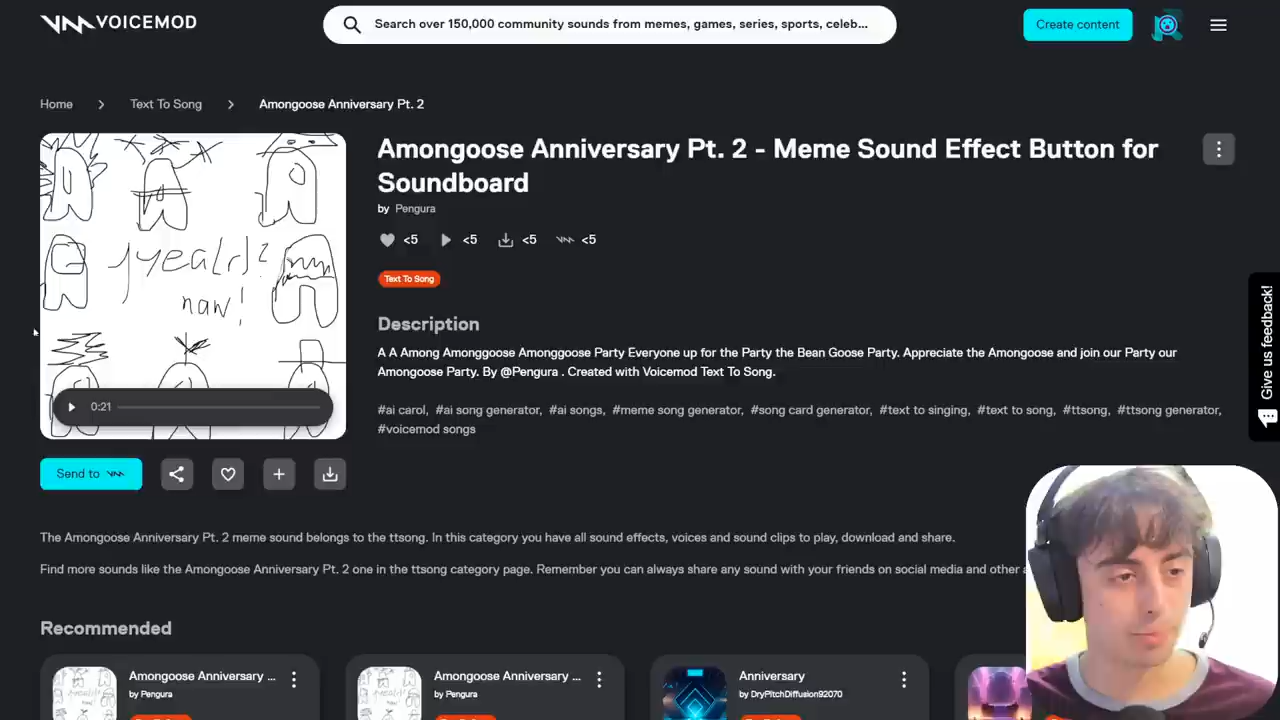 VOICEMOD
Search over 150,000 community sounds from memes, games, series, sports, celeb...
Create content
Home > Text To Song > Amongoose Anniversary Pt. 2
Amongoose Anniversary Pt. 2 - Meme Sound Effect Button for
Soundboard
by Pengura
<5 <5 <5 <5
Text To Song
Description
A A Among Amonggoose Amonggoose Party Everyone up for the Party the Bean Goose Party. Appreciate the Amongoose and join our Party our
Amongoose Party. By @Pengura . Created with Voicemod Text To Song.
#ai carol, #ai song generator, #ai songs, #meme song generator, #song card generator, #text to singing, #text to song, #ttsong, #ttsong generator,
#voicemod songs
now!
0:21
Send to
Give us feedback!
The Amongoose Anniversary Pt. 2 meme sound belongs to the ttsong. In this category you have all sound effects, voices and sound clips to play, download and share.
Find more sounds like the Amongoose Anniversary Pt. 2 one in the ttsong category page. Remember you can always share any sound with your friends on social media and other
Recommended
Amongoose Anniversary ...
by Pengura
Amongoose Anniversary ...
by Pengura
Anniversary
by DryPitchDiffusion92070